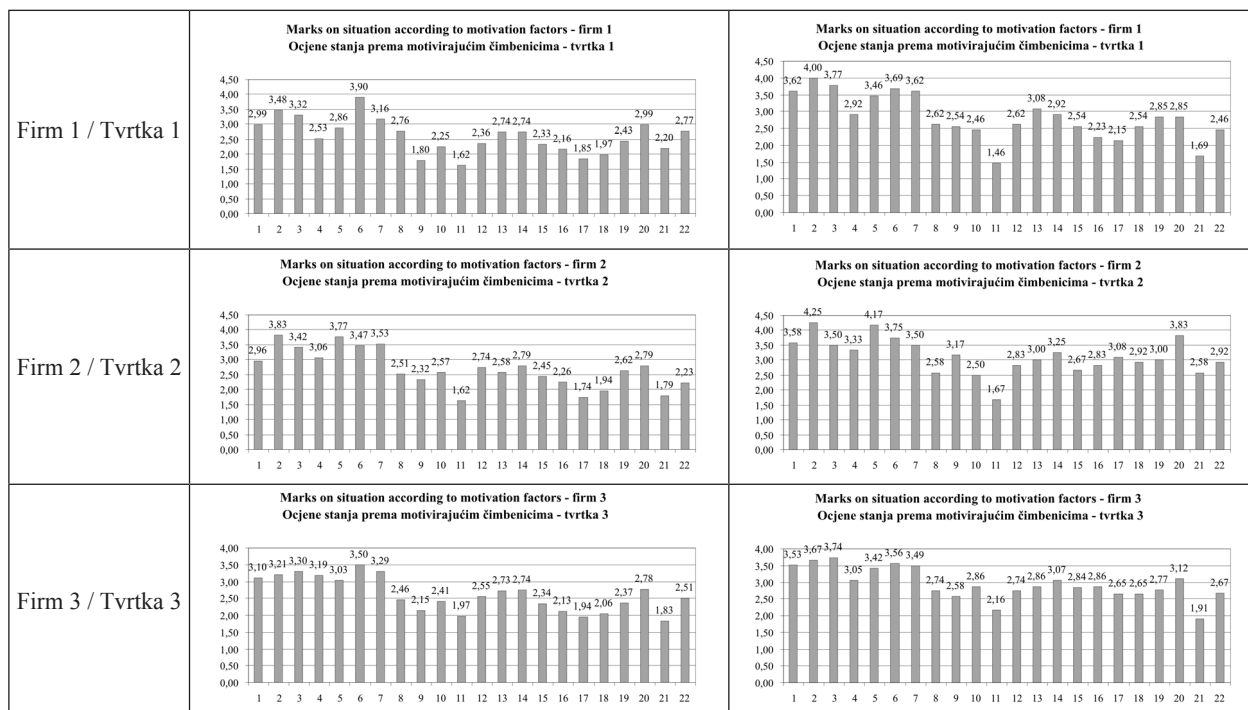 Firm 1 / Tvrtka 1
Marks on situation according to motivation factors - firm 1
Ocjene stanja prema motivirajućim čimbenicima - tvrtka 1
4,50
4,00
3,50
3,00
2,50
2,00
1,50
1,00
0,50
0,00
2,99 3,48 3,32 2,53 2,86 3,90 3,16 2,76 1,80 2,25 1,62 2,36 2,74 2,74 2,33 2,16 1,85 1,97 2,43 2,99 2,20 2,77
1 2 3 4 5 6 7 8 9 10 11 12 13 14 15 16 17 18 19 20 21 22
Marks on situation according to motivation factors - firm 1
Ocjene stanja prema motivirajućim čimbenicima - tvrtka 1
4,50
4,00
3,50
3,00
2,50
2,00
1,50
1,00
0,50
0,00
3,62 4,00 3,77 2,92 3,46 3,69 3,62 2,62 2,54 2,46 1,46 2,62 3,08 2,92 2,54 2,23 2,15 2,54 2,85 2,85 1,69 2,46
1 2 3 4 5 6 7 8 9 10 11 12 13 14 15 16 17 18 19 20 21 22
Firm 2 / Tvrtka 2
Marks on situation according to motivation factors - firm 2
Ocjene stanja prema motivirajućim čimbenicima - tvrtka 2
4,50
4,00
3,50
3,00
2,50
2,00
1,50
1,00
0,50
0,00
2,96 3,83 3,42 3,06 3,77 3,47 3,53 2,51 2,32 2,57 1,62 2,74 2,58 2,79 2,45 2,26 1,74 1,94 2,62 2,79 1,79 2,23
1 2 3 4 5 6 7 8 9 10 11 12 13 14 15 16 17 18 19 20 21 22
Marks on situation according to motivation factors - firm 2
Ocjene stanja prema motivirajućim čimbenicima - tvrtka 2
4,50
4,00
3,50
3,00
2,50
2,00
1,50
1,00
0,50
0,00
3,58 4,25 3,50 3,33 4,17 3,75 3,50 2,58 3,17 2,50 1,67 2,83 3,00 3,25 2,67 2,83 3,08 2,92 3,00 3,83 2,58 2,92
1 2 3 4 5 6 7 8 9 10 11 12 13 14 15 16 17 18 19 20 21 22
Firm 3 / Tvrtka 3
Marks on situation according to motivation factors - firm 3
Ocjene stanja prema motivirajućim čimbenicima - tvrtka 3
4,00
3,50
3,00
2,50
2,00
1,50
1,00
0,50
0,00
3,10 3,21 3,30 3,19 3,03 3,50 3,29 2,46 2,15 2,41 1,97 2,55 2,73 2,74 2,34 2,13 1,94 2,06 2,37 2,78 1,83 2,51
1 2 3 4 5 6 7 8 9 10 11 12 13 14 15 16 17 18 19 20 21 22
Marks on situation according to motivation factors - firm 3
Ocjene stanja prema motivirajućim čimbenicima - tvrtka 3
4,00
3,50
3,00
2,50
2,00
1,50
1,00
0,50
0,00
3,53 3,67 3,74 3,05 3,42 3,56 3,49 2,74 2,58 2,86 2,16 2,74 2,86 3,07 2,84 2,86 2,65 2,65 2,77 3,12 1,91 2,67
1 2 3 4 5 6 7 8 9 10 11 12 13 14 15 16 17 18 19 20 21 22